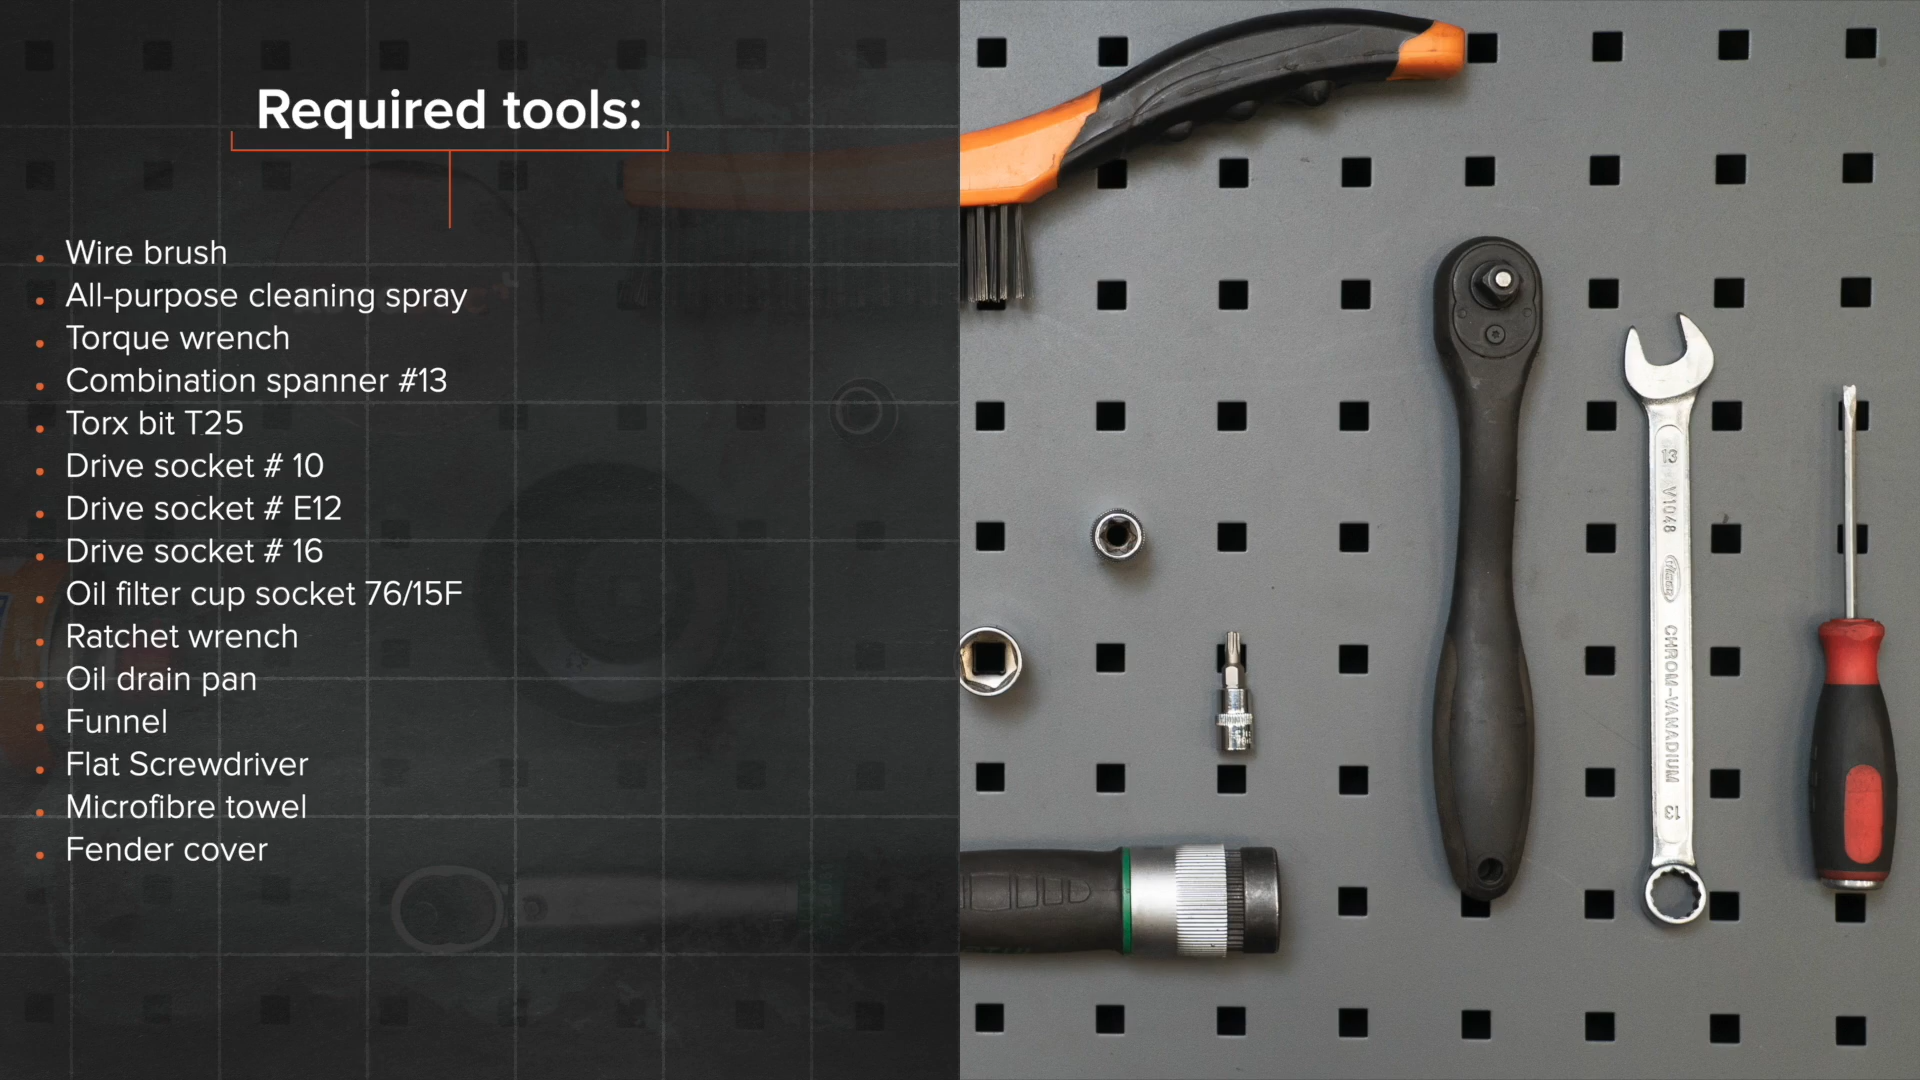 Required tools:
Wire brush
All-purpose cleaning spray
Torque wrench
Combination spanner #13
Torx bit T25
Drive socket # 10
Drive socket # E12
Drive socket # 16
Oil filter cup socket 76/15F
Ratchet wrench
Oil drain pan
Funnel
Flat Screwdriver
Microfibre towel
Fender cover
13
V1048
CHROM-VANADIUM
13